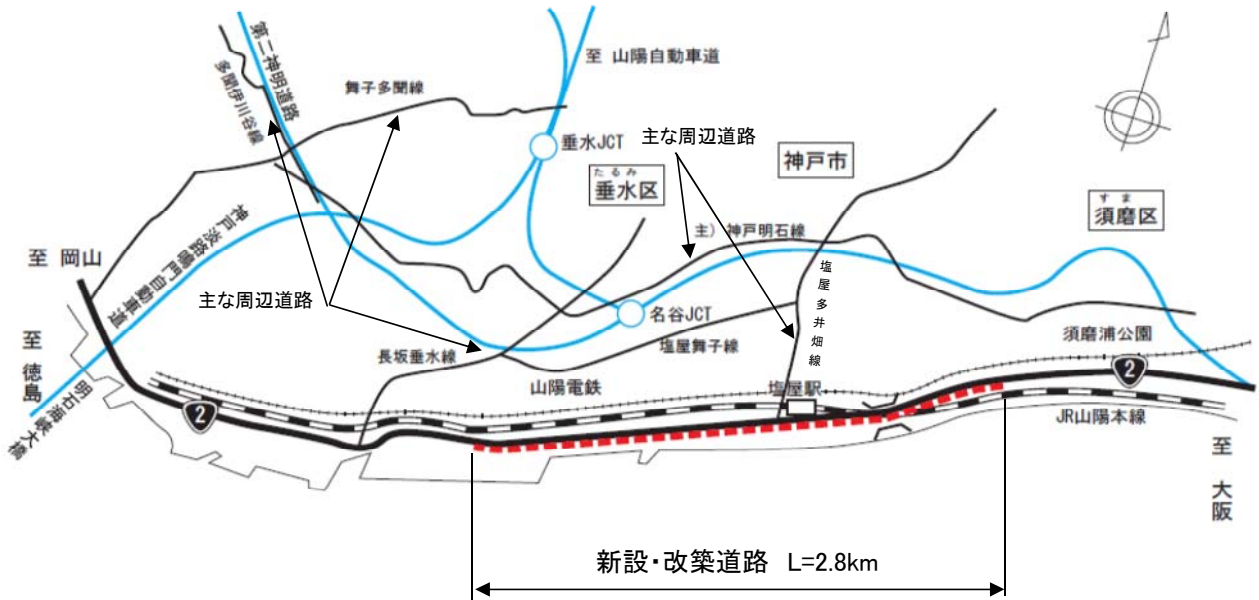 第二神明道路
多聞伊川谷線
舞子多聞線
至 山陽自動車道
垂水JCT
主な周辺道路
神戸市
たるみ
垂水区
すま
須磨区
主）神戸明石線
神戸淡路鳴門自動車道
至 岡山
主な周辺道路
名谷JCT
塩屋多井畑線
塩屋舞子線
長坂垂水線
須磨浦公園
至 徳島
明石海峡大橋
山陽電鉄
塩屋駅
2
2
JR山陽本線
至 大阪
新設・改築道路 L=2.8km